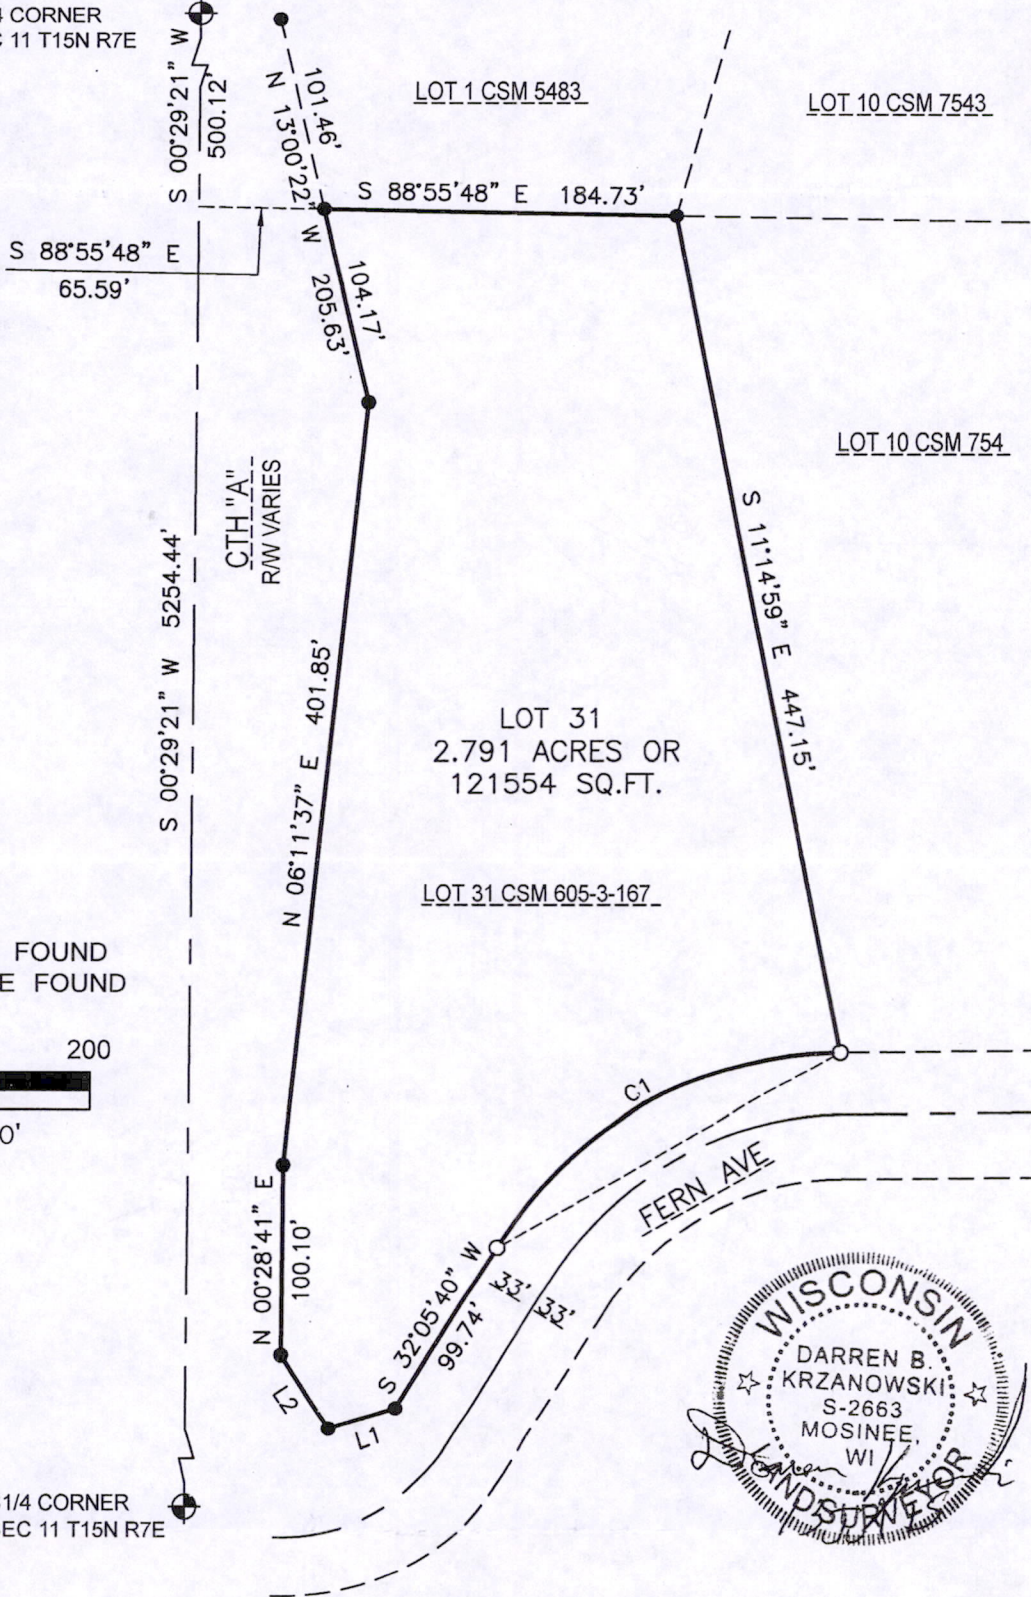 CORNER
11 T15N R7E
S 00°29'21" W
500.12'
101.46'
N 13°00'22" W
205.63'
104.17'
LOT 1 CSM 5483
LOT 10 CSM 7543
S 88°55'48" E 184.73'
S 88°55'48" E
65.59'
CTH "A"
R/W VARIES
S 00°29'21" W 5254.44'
LOT 10 CSM 754
S 11°14'59" E 447.15'
N 06°11'37" E 401.85'
LOT 31
2.791 ACRES OR
121554 SQ.FT.
LOT 31 CSM 605-3-167
FOUND
FOUND
200
0'
C1
FERN AVE
N 00°28'41" E
100.10'
S 32°05'40" W
99.74'
33' 33'
L2
L1
WISCONSIN
DARREN B.
KRZANOWSKI
S-2663
MOSINEE,
WI
LAND SURVEYOR
1/4 CORNER
SEC 11 T15N R7E